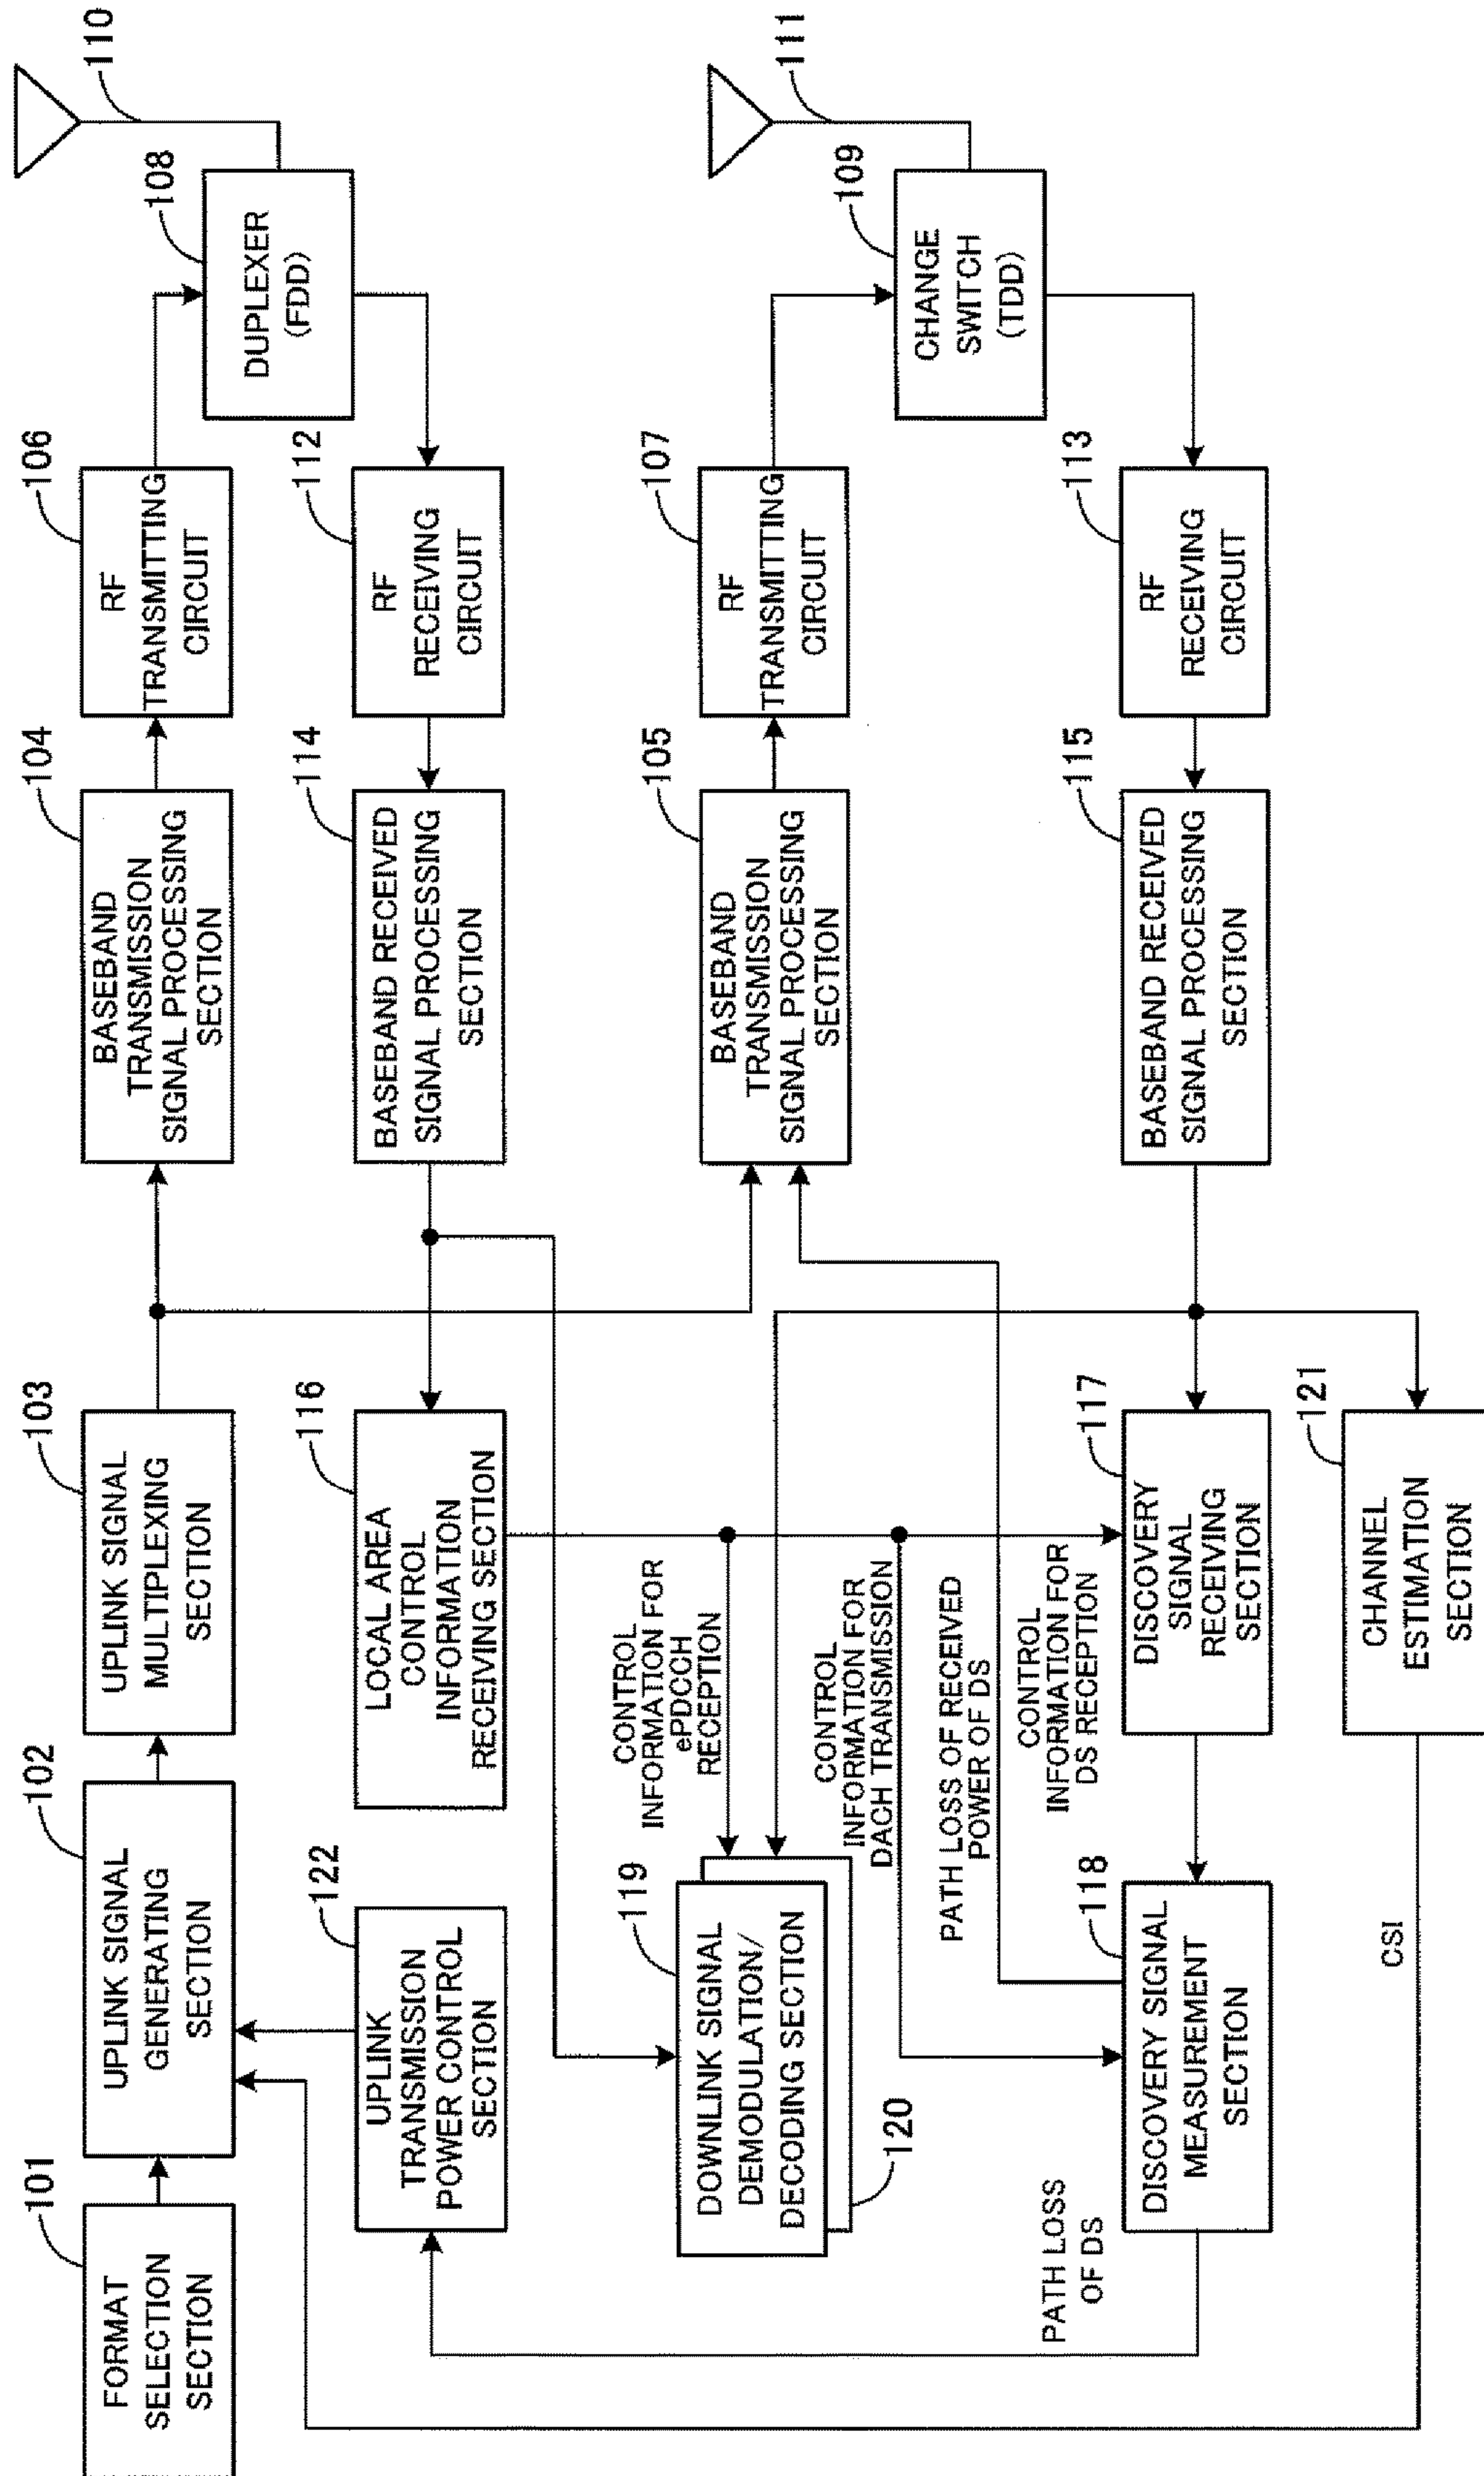 101
FORMAT
SELECTION
SECTION
102
UPLINK SIGNAL
GENERATING
SECTION
103
UPLINK SIGNAL
MULTIPLEXING
SECTION
104
BASEBAND
TRANSMISSION
SIGNAL PROCESSING
SECTION
106
RF
TRANSMITTING
CIRCUIT
108
DUPLEXER
(FDD)
110
122
UPLINK
TRANSMISSION
POWER CONTROL
SECTION
116
LOCAL AREA
CONTROL
INFORMATION
RECEIVING SECTION
114
BASEBAND RECEIVED
SIGNAL PROCESSING
SECTION
112
RF
RECEIVING
CIRCUIT
119
DOWNLINK SIGNAL
DEMODULATION/
DECODING SECTION
120
CONTROL
INFORMATION FOR
ePDCCH
RECEPTION
CONTROL
INFORMATION FOR
DACH TRANSMISSION
PATH LOSS OF RECEIVED
POWER OF DS
CONTROL
INFORMATION FOR
DS RECEPTION
105
BASEBAND
TRANSMISSION
SIGNAL PROCESSING
SECTION
107
RF
TRANSMITTING
CIRCUIT
109
CHANGE
SWITCH
(TDD)
111
PATH LOSS
OF DS
118
DISCOVERY SIGNAL
MEASUREMENT
SECTION
117
DISCOVERY
SIGNAL
RECEIVING
SECTION
115
BASEBAND RECEIVED
SIGNAL PROCESSING
SECTION
113
RF
RECEIVING
CIRCUIT
CSI
121
CHANNEL
ESTIMATION
SECTION